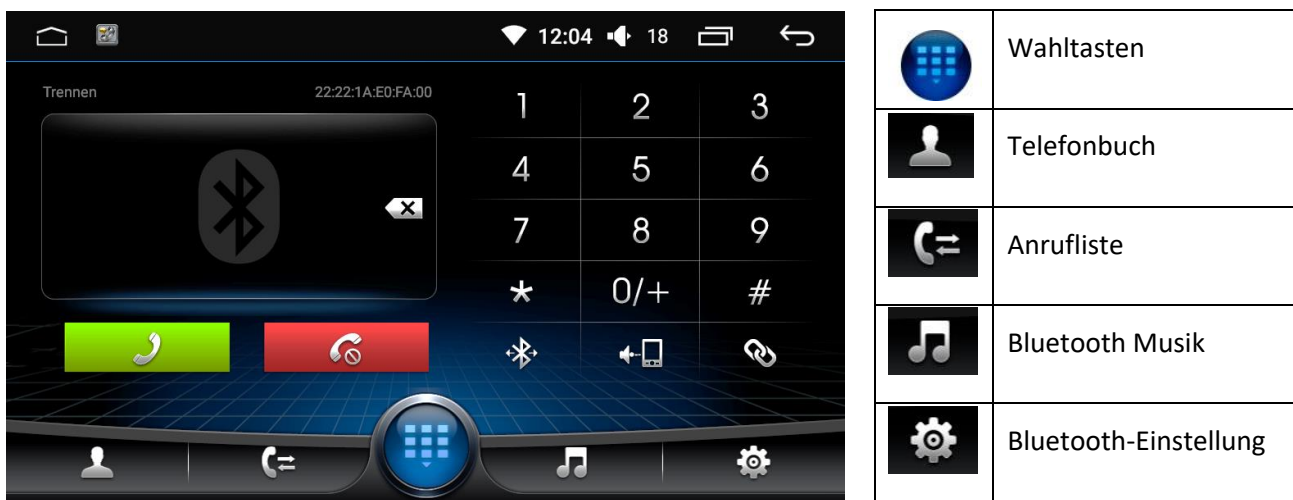 12:04 18
Trennen 22:22:1A:E0:FA:00
1 2 3
4 5 6
7 8 9
* 0/+ #
Wahltasten
Telefonbuch
Anrufliste
Bluetooth Musik
Bluetooth-Einstellung